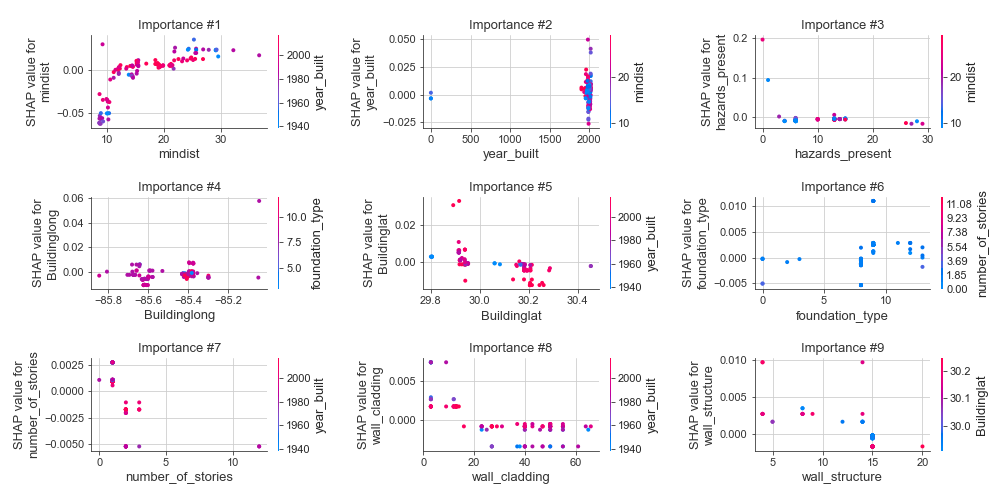 Importance #1
SHAP value for
mindist
0.00
−0.05
10
20
30
mindist
2000
1980
1960
1940
year_built
Importance #2
SHAP value for
year_built
0.050
0.025
0.000
−0.025
0
500
1000
1500
2000
year_built
20
10
mindist
Importance #3
SHAP value for
hazards_present
0.2
0.1
0.0
0
10
20
30
hazards_present
20
10
mindist
Importance #4
SHAP value for
Buildinglong
0.06
0.04
0.02
0.00
−85.8
−85.6
−85.4
−85.2
Buildinglong
10.0
7.5
5.0
foundation_type
Importance #5
SHAP value for
Buildinglat
0.02
0.00
29.8
30.0
30.2
30.4
Buildinglat
2000
1980
1960
1940
year_built
Importance #6
SHAP value for
foundation_type
0.010
0.005
0.000
−0.005
0
5
10
foundation_type
11.08
9.23
7.38
5.54
3.69
1.85
0.00
number_of_stories
Importance #7
SHAP value for
number_of_stories
0.0025
0.0000
−0.0025
−0.0050
0
5
10
number_of_stories
2000
1980
1960
1940
year_built
Importance #8
SHAP value for
wall_cladding
0.005
0.000
0
20
40
60
wall_cladding
2000
1980
1960
1940
year_built
Importance #9
SHAP value for
wall_structure
0.010
0.005
0.000
5
10
15
20
wall_structure
30.2
30.1
30.0
Buildinglat